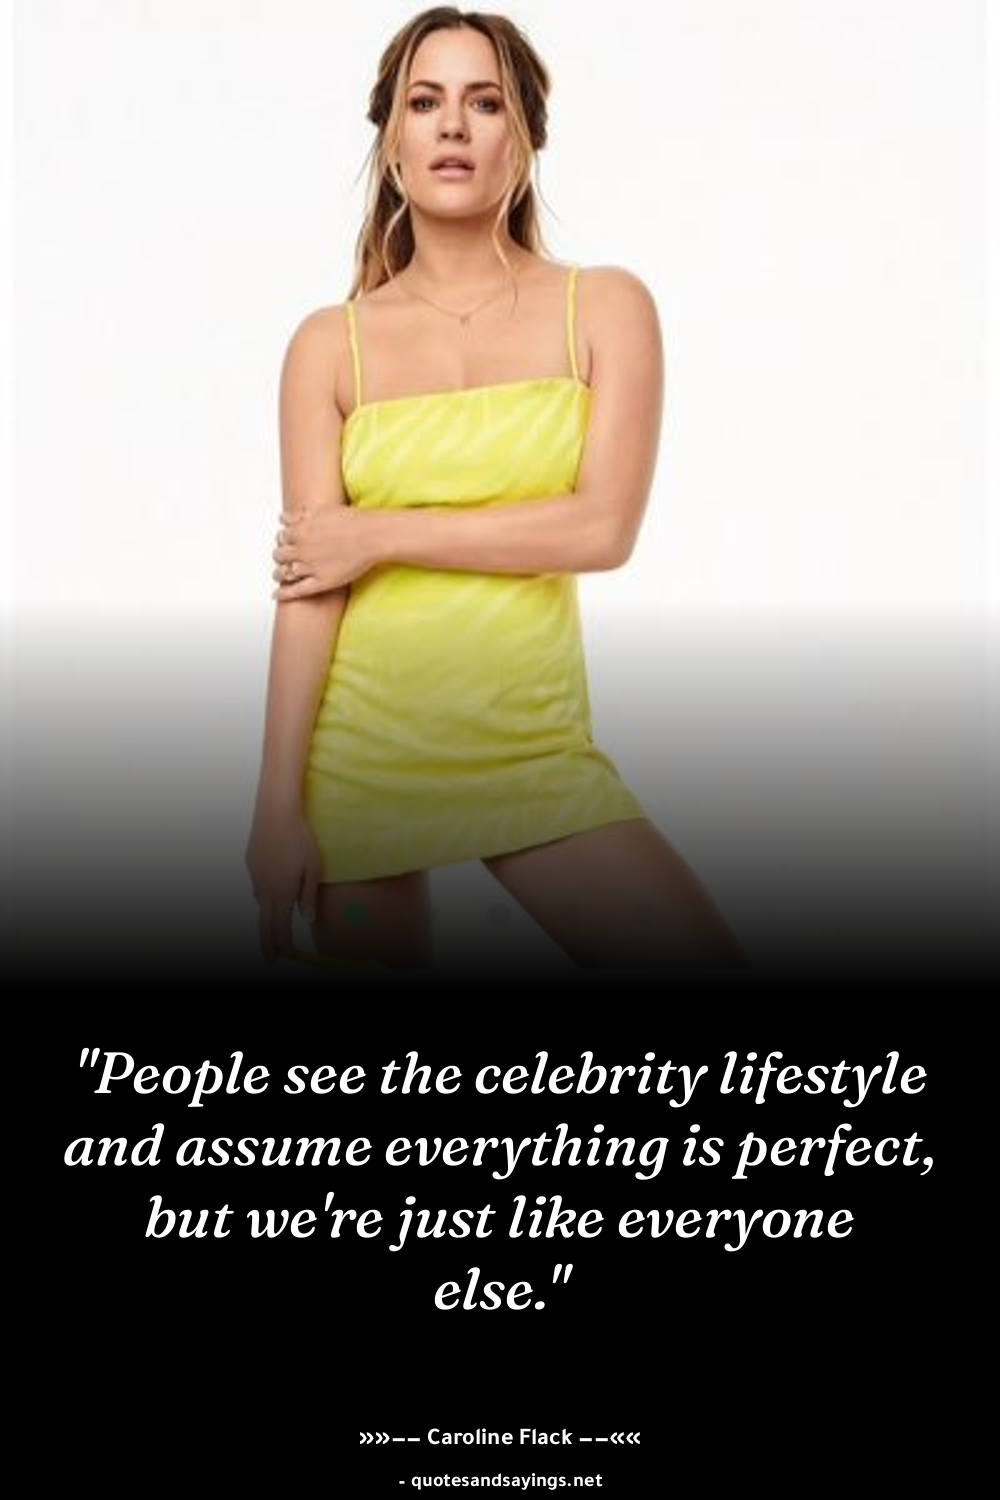 "People see the celebrity lifestyle
and assume everything is perfect,
but we're just like everyone
else."
»»–– Caroline Flack ––««
- quotesandsayings.net